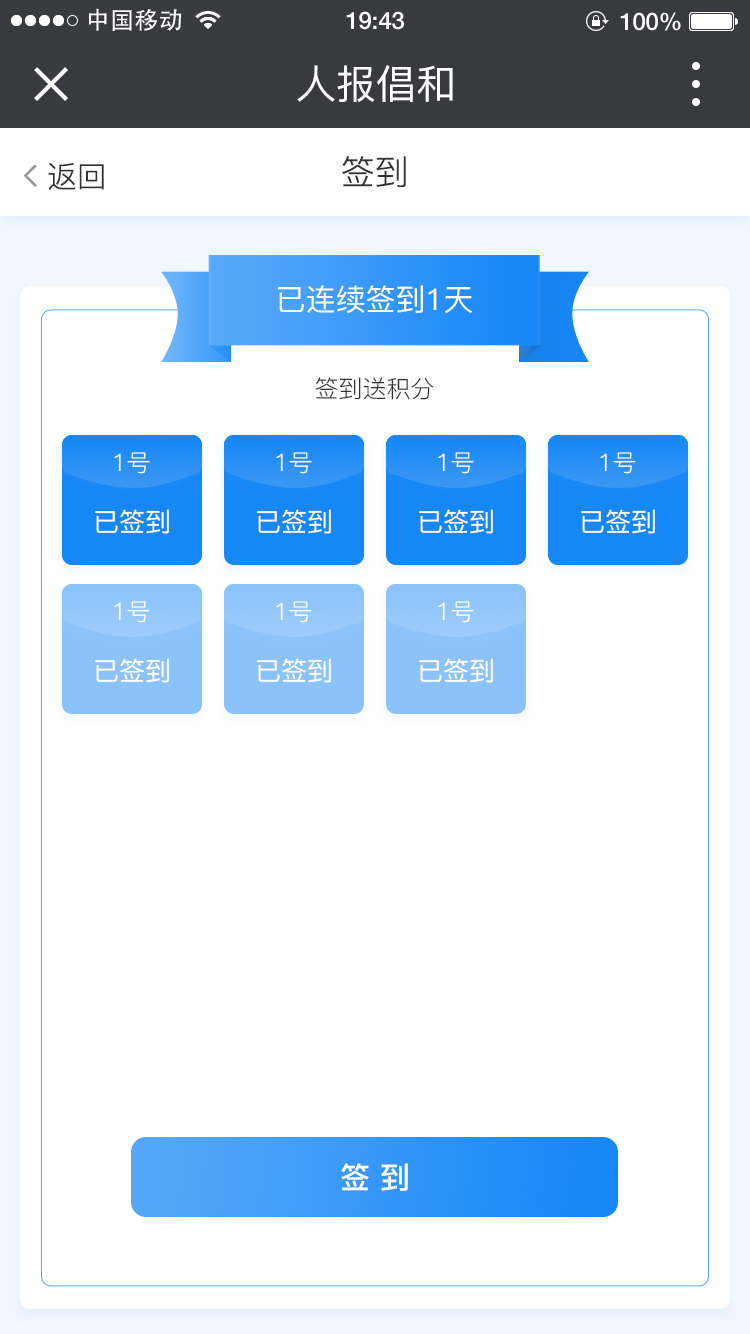 中国移动 19:43 100%
人报倡和
返回 签到
已连续签到1天
签到送积分
1号 1号 1号 1号
已签到 已签到 已签到 已签到
1号 1号 1号
已签到 已签到 已签到
签到